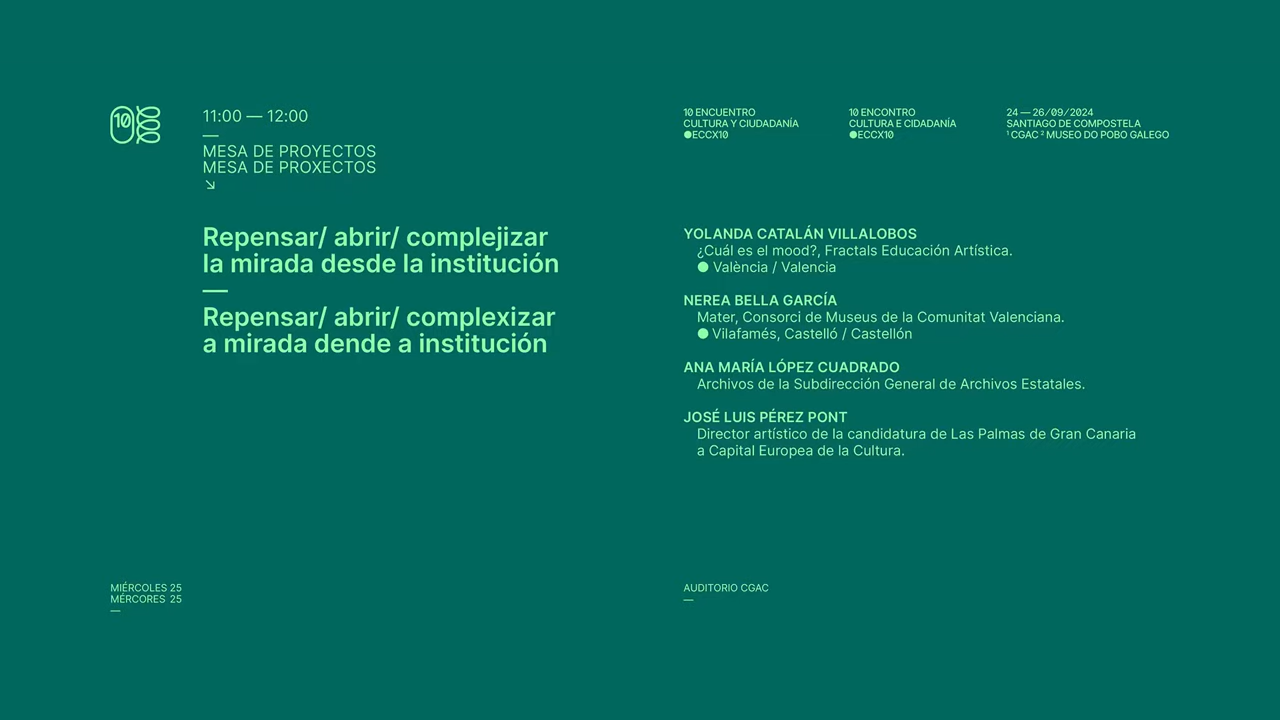 10
11:00 — 12:00
—
MESA DE PROYECTOS
MESA DE PROXECTOS
↘
10 ENCUENTRO
CULTURA Y CIUDADANÍA
●ECCX10
10 ENCONTRO
CULTURA E CIDADANÍA
●ECCX10
24 — 26/09/2024
SANTIAGO DE COMPOSTELA
¹ CGAC ² MUSEO DO POBO GALEGO
Repensar/ abrir/ complejizar
la mirada desde la institución
—
Repensar/ abrir/ complexizar
a mirada dende a institución
YOLANDA CATALÁN VILLALOBOS
¿Cuál es el mood?, Fractals Educación Artística.
● València / Valencia
NEREA BELLA GARCÍA
Mater, Consorci de Museus de la Comunitat Valenciana.
● Vilafamés, Castelló / Castellón
ANA MARÍA LÓPEZ CUADRADO
Archivos de la Subdirección General de Archivos Estatales.
JOSÉ LUIS PÉREZ PONT
Director artístico de la candidatura de Las Palmas de Gran Canaria
a Capital Europea de la Cultura.
MIÉRCOLES 25
MÉRCORES 25
—
AUDITORIO CGAC
—